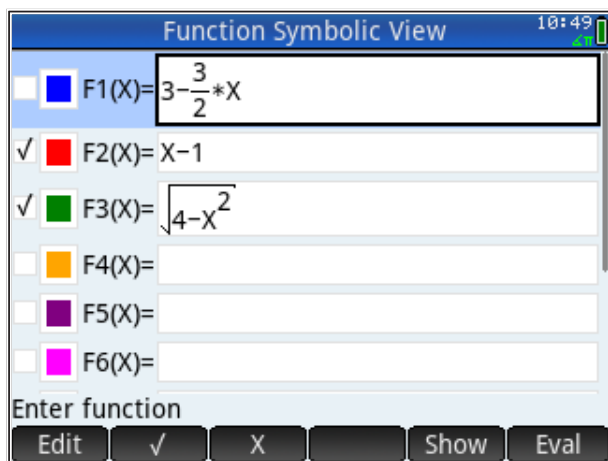 Function Symbolic View 10:49
∠π
F1(X)= 3-3/2*X
√ F2(X)= X-1
√ F3(X)= √(4-X²)
F4(X)=
F5(X)=
F6(X)=
Enter function
Edit √ X Show Eval